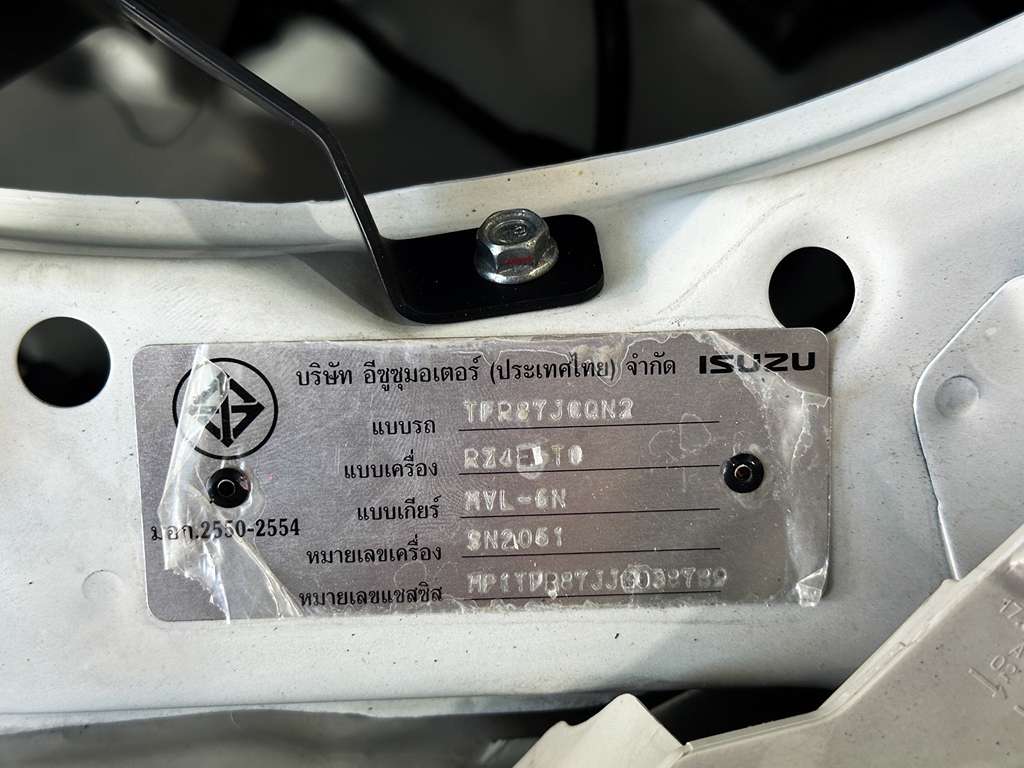 บริษัท อีซูซุมอเตอร์ (ประเทศไทย) จำกัด ISUZU
แบบรถ TFR87JCQN2
แบบเครื่อง
แบบเกียร์ MVL-6N
มอก.2550-2554
หมายเลขเครื่อง SN2061
หมายเลขแชสซิส
17.